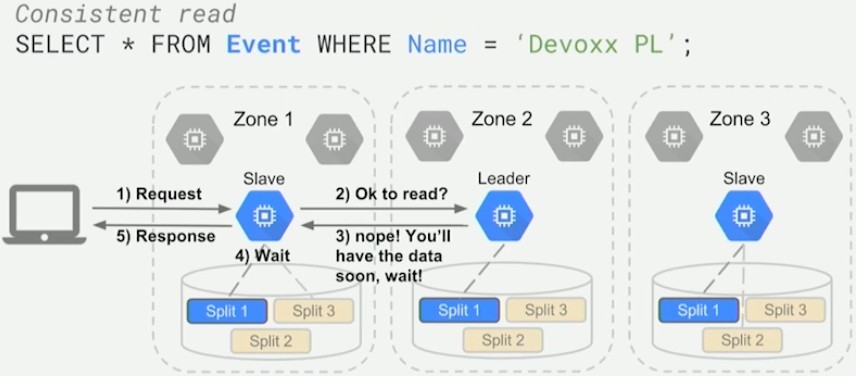 Consistent read
SELECT * FROM Event WHERE Name = ‘Devoxx PL’;
Zone 1
Zone 2
Zone 3
Slave
Leader
Slave
1) Request
2) Ok to read?
5) Response
3) nope! You’ll
have the data
soon, wait!
4) Wait
Split 1
Split 3
Split 2
Split 1
Split 3
Split 2
Split 1
Split 3
Split 2